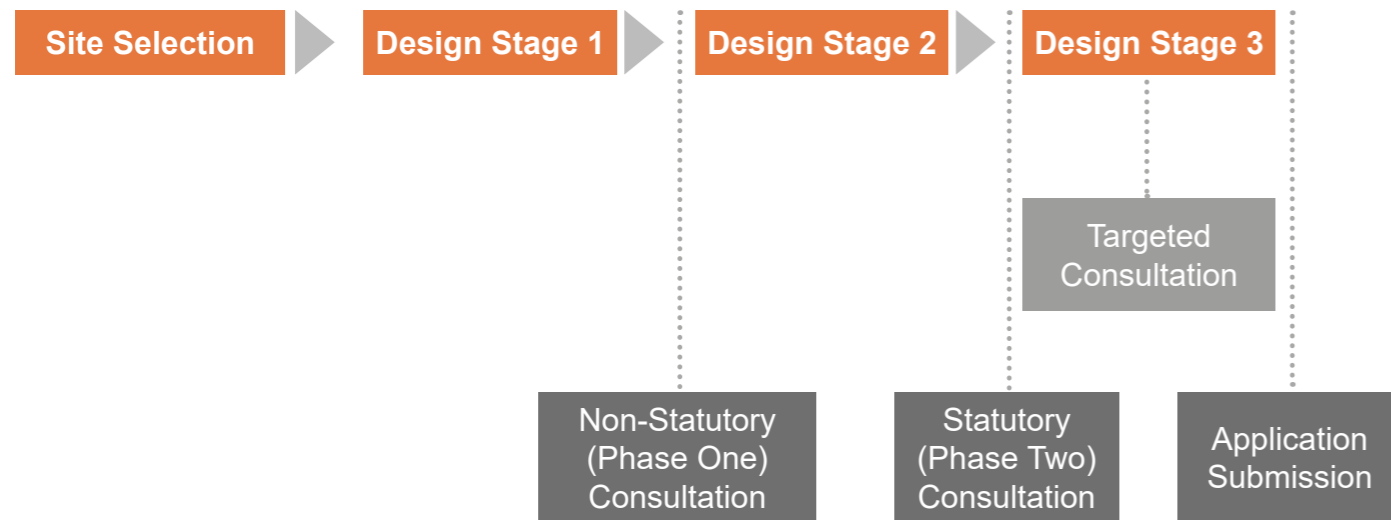 Site Selection
Design Stage 1
Design Stage 2
Design Stage 3
Targeted
Consultation
Non-Statutory
(Phase One)
Consultation
Statutory
(Phase Two)
Consultation
Application
Submission